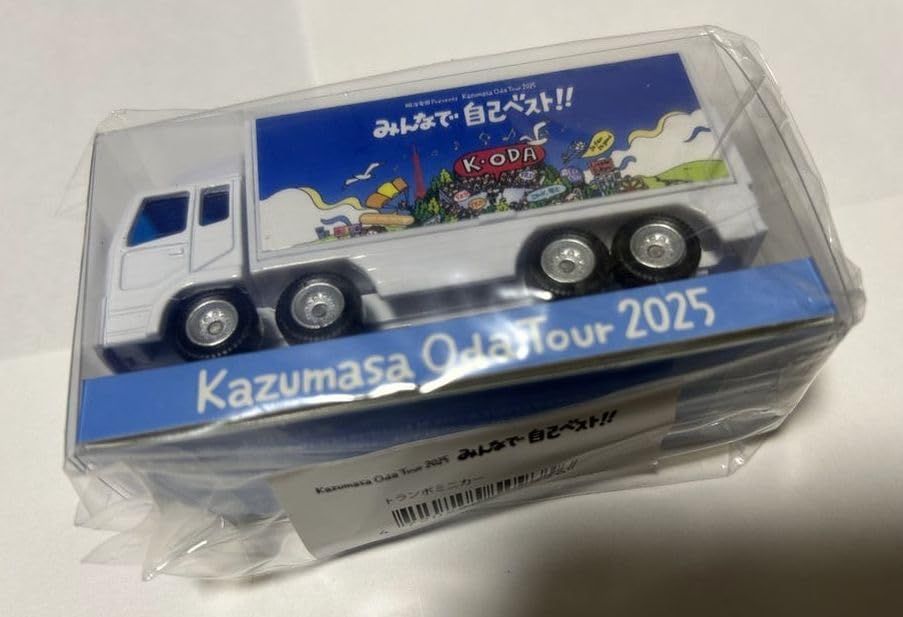 明治安田 Presents Kazumasa Oda Tour 2025
みんなで 自己ベスト!!
K・ODA
Kazumasa Oda Tour 2025
Kazumasa Oda Tour 2025 みんなで 自己ベスト!!
トランポミニカー